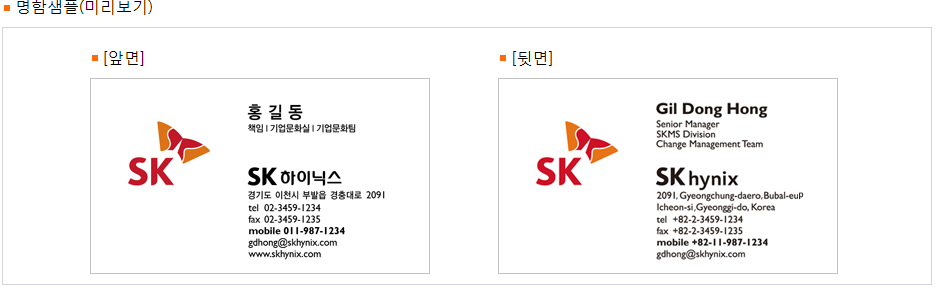 명함샘플(미리보기)
[앞면]
SK
홍 길 동
책임 | 기업문화실 | 기업문화팀
SK 하이닉스
경기도 이천시 부발읍 경충대로 2091
tel 02-3459-1234
fax 02-3459-1235
mobile 011-987-1234
gdhong@skhynix.com
www.skhynix.com
[뒷면]
SK
Gil Dong Hong
Senior Manager
SKMS Division
Change Management Team
SK hynix
2091, Gyeongchung-daero, Bubal-eup
Icheon-si, Gyeonggi-do, Korea
tel +82-2-3459-1234
fax +82-2-3459-1235
mobile +82-11-987-1234
gdhong@skhynix.com